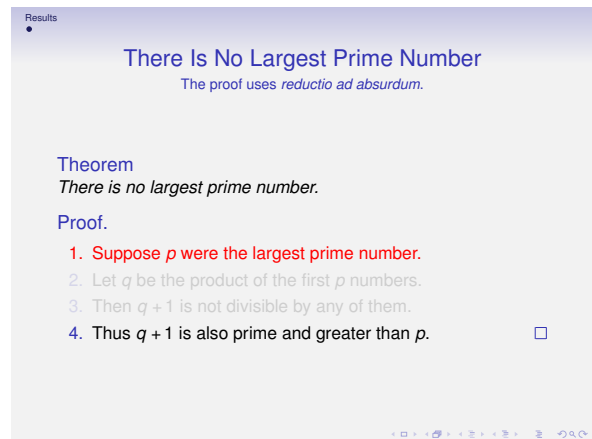 Results
There Is No Largest Prime Number
The proof uses reductio ad absurdum.
Theorem
There is no largest prime number.
Proof.
1. Suppose p were the largest prime number.
2. Let q be the product of the first p numbers.
3. Then q + 1 is not divisible by any of them.
4. Thus q + 1 is also prime and greater than p. □